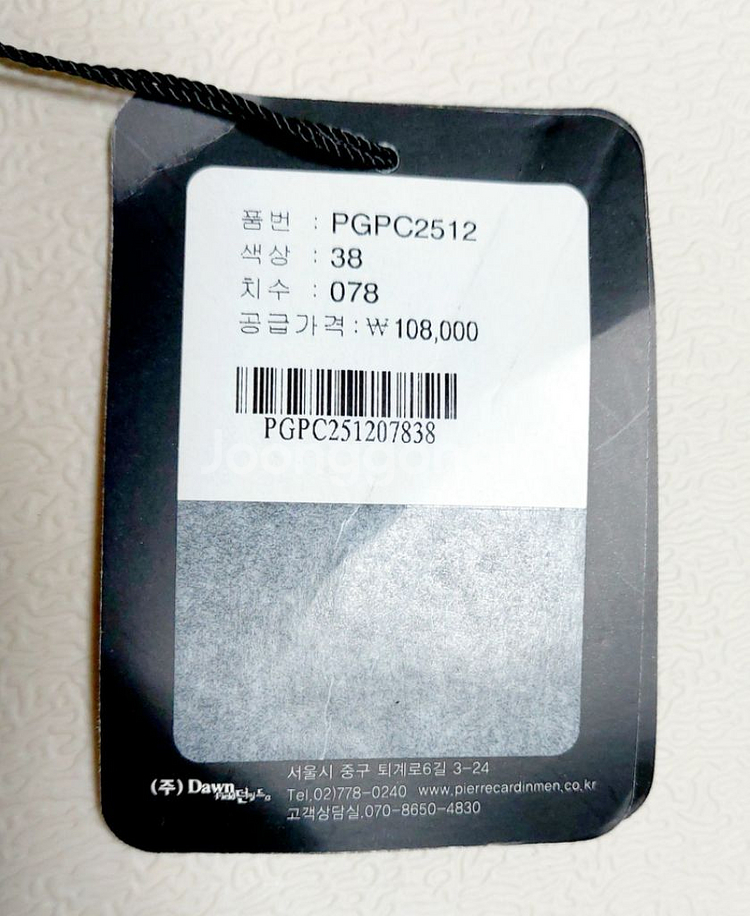 품번 : PGPC2512
색상 : 38
치수 : 078
공급가격 : ₩108,000
PGPC251207838
서울시 중구 퇴계로6길 3-24
(주) Dawn
Tel.02)778-0240 www.pierrecardinmen.co.kr
고객상담실.070-8650-4830